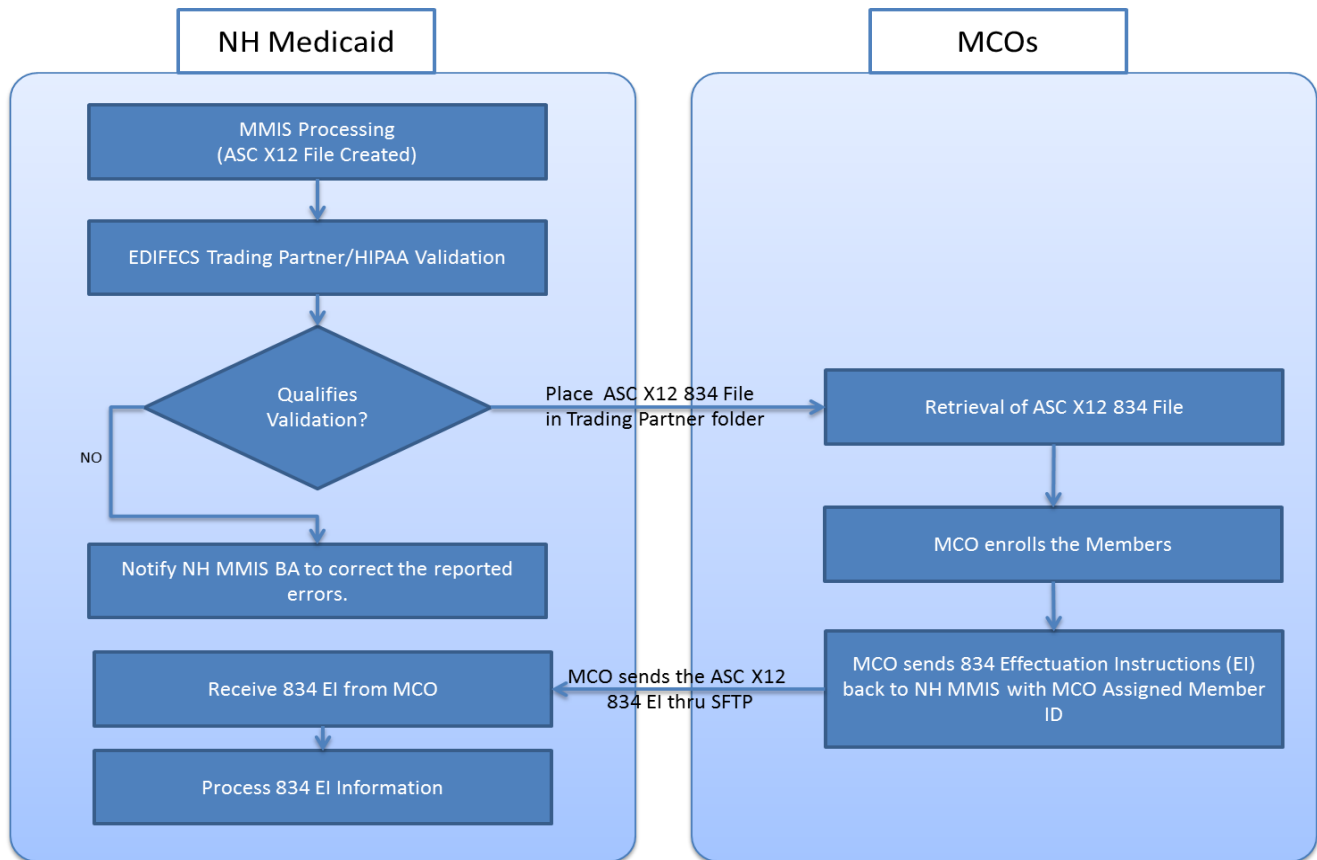 NH Medicaid
MMIS Processing
(ASC X12 File Created)
EDIFECS Trading Partner/HIPAA Validation
Qualifies
Validation?
NO
Notify NH MMIS BA to correct the reported
errors.
Receive 834 EI from MCO
Process 834 EI Information
Place ASC X12 834 File
in Trading Partner folder
MCO sends the ASC X12
834 EI thru SFTP
MCOs
Retrieval of ASC X12 834 File
MCO enrolls the Members
MCO sends 834 Effectuation Instructions (EI)
back to NH MMIS with MCO Assigned Member
ID